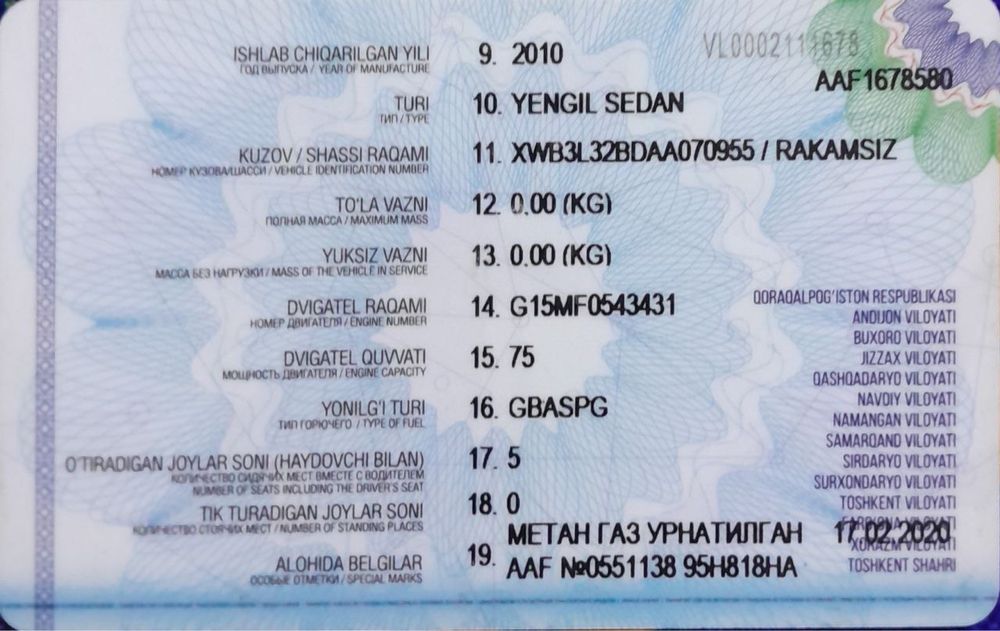 VL0002111678
AAF1678580
ISHLAB CHIQARILGAN YILI 9. 2010
ГОД ВЫПУСКА / YEAR OF MANUFACTURE
TURI 10. YENGIL SEDAN
ТИП / TYPE
KUZOV / SHASSI RAQAMI 11. XWB3L32BDAA070955 / RAKAMSIZ
НОМЕР КУЗОВА/ШАССИ / VEHICLE IDENTIFICATION NUMBER
TO'LA VAZNI 12. 0.00 (KG)
ПОЛНАЯ МАССА / MAXIMUM MASS
YUKSIZ VAZNI 13. 0.00 (KG)
МАССА БЕЗ НАГРУЗКИ / MASS OF THE VEHICLE IN SERVICE
DVIGATEL RAQAMI 14. G15MF0543431
НОМЕР ДВИГАТЕЛЯ / ENGINE NUMBER
DVIGATEL QUVVATI 15. 75
МОЩНОСТЬ ДВИГАТЕЛЯ / ENGINE CAPACITY
YONILG'I TURI 16. GBASPG
ТИП ГОРЮЧЕГО / TYPE OF FUEL
O'TIRADIGAN JOYLAR SONI (HAYDOVCHI BILAN) 17. 5
КОЛИЧЕСТВО СИДЯЧИХ МЕСТ ВМЕСТЕ С ВОДИТЕЛЕМ
NUMBER OF SEATS INCLUDING THE DRIVER'S SEAT
TIK TURADIGAN JOYLAR SONI 18. 0
КОЛИЧЕСТВО СТОЯЧИХ МЕСТ / NUMBER OF STANDING PLACES
ALOHIDA BELGILAR 19. МЕТАН ГАЗ УРНАТИЛГАН 17.02.2020
ОСОБЫЕ ОТМЕТКИ / SPECIAL MARKS
AAF №0551138 95H818HA
QORAQALPOG'ISTON RESPUBLIKASI
ANDIJON VILOYATI
BUXORO VILOYATI
JIZZAX VILOYATI
QASHQADARYO VILOYATI
NAVOIY VILOYATI
NAMANGAN VILOYATI
SAMARQAND VILOYATI
SIRDARYO VILOYATI
SURXONDARYO VILOYATI
TOSHKENT VILOYATI
FARG'ONA VILOYATI
XORAZM VILOYATI
TOSHKENT SHAHRI